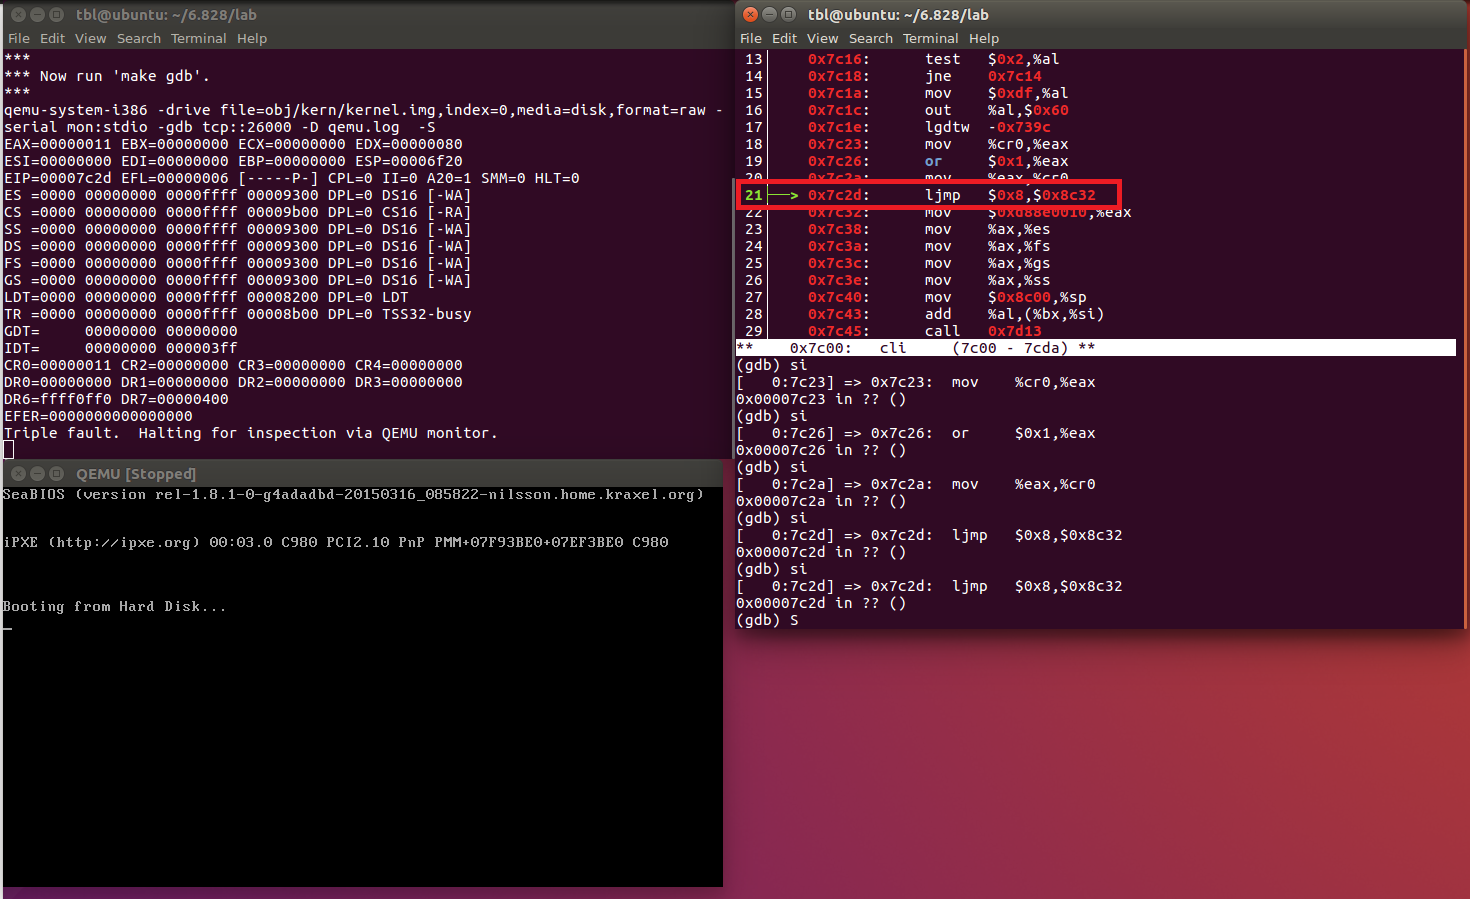 tbl@ubuntu: ~/6.828/lab
File Edit View Search Terminal Help
***
*** Now run 'make gdb'.
***
qemu-system-i386 -drive file=obj/kern/kernel.img,index=0,media=disk,format=raw -
serial mon:stdio -gdb tcp::26000 -D qemu.log  -S
EAX=00000011 EBX=00000000 ECX=00000000 EDX=00000080
ESI=00000000 EDI=00000000 EBP=00000000 ESP=00006f20
EIP=00007c2d EFL=00000006 [-----P-] CPL=0 II=0 A20=1 SMM=0 HLT=0
ES =0000 00000000 0000ffff 00009300 DPL=0 DS16 [-WA]
CS =0000 00000000 0000ffff 00009b00 DPL=0 CS16 [-RA]
SS =0000 00000000 0000ffff 00009300 DPL=0 DS16 [-WA]
DS =0000 00000000 0000ffff 00009300 DPL=0 DS16 [-WA]
FS =0000 00000000 0000ffff 00009300 DPL=0 DS16 [-WA]
GS =0000 00000000 0000ffff 00009300 DPL=0 DS16 [-WA]
LDT=0000 00000000 0000ffff 00008200 DPL=0 LDT
TR =0000 00000000 0000ffff 00008b00 DPL=0 TSS32-busy
GDT=     00000000 00000000
IDT=     00000000 000003ff
CR0=00000011 CR2=00000000 CR3=00000000 CR4=00000000
DR0=00000000 DR1=00000000 DR2=00000000 DR3=00000000
DR6=ffff0ff0 DR7=00000400
EFER=0000000000000000
Triple fault.  Halting for inspection via QEMU monitor.
QEMU [Stopped]
SeaBIOS (version rel-1.8.1-0-g4adadbd-20150316_085822-nilsson.home.kraxel.org)
iPXE (http://ipxe.org) 00:03.0 C980 PCI2.10 PnP PMM+07F93BE0+07EF3BE0 C980
Booting from Hard Disk...
_
tbl@ubuntu: ~/6.828/lab
File Edit View Search Terminal Help
13 0x7c16: test $0x2,%al
14 0x7c18: jne 0x7c14
15 0x7c1a: mov $0xdf,%al
16 0x7c1c: out %al,$0x60
17 0x7c1e: lgdtw -0x739c
18 0x7c23: mov %cr0,%eax
19 0x7c26: or $0x1,%eax
20 0x7c2a: mov %eax,%cr0
21 ──> 0x7c2d: ljmp $0x8,$0x8c32
22 0x7c32: mov $0xd88e0010,%eax
23 0x7c38: mov %ax,%es
24 0x7c3a: mov %ax,%fs
25 0x7c3c: mov %ax,%gs
26 0x7c3e: mov %ax,%ss
27 0x7c40: mov $0x8c00,%sp
28 0x7c43: add %al,(%bx,%si)
29 0x7c45: call 0x7d13
** 0x7c00: cli (7c00 - 7cda) **
(gdb) si
[   0:7c23] => 0x7c23: mov %cr0,%eax
0x00007c23 in ?? ()
(gdb) si
[   0:7c26] => 0x7c26: or $0x1,%eax
0x00007c26 in ?? ()
(gdb) si
[   0:7c2a] => 0x7c2a: mov %eax,%cr0
0x00007c2a in ?? ()
(gdb) si
[   0:7c2d] => 0x7c2d: ljmp $0x8,$0x8c32
0x00007c2d in ?? ()
(gdb) si
[   0:7c2d] => 0x7c2d: ljmp $0x8,$0x8c32
0x00007c2d in ?? ()
(gdb) S